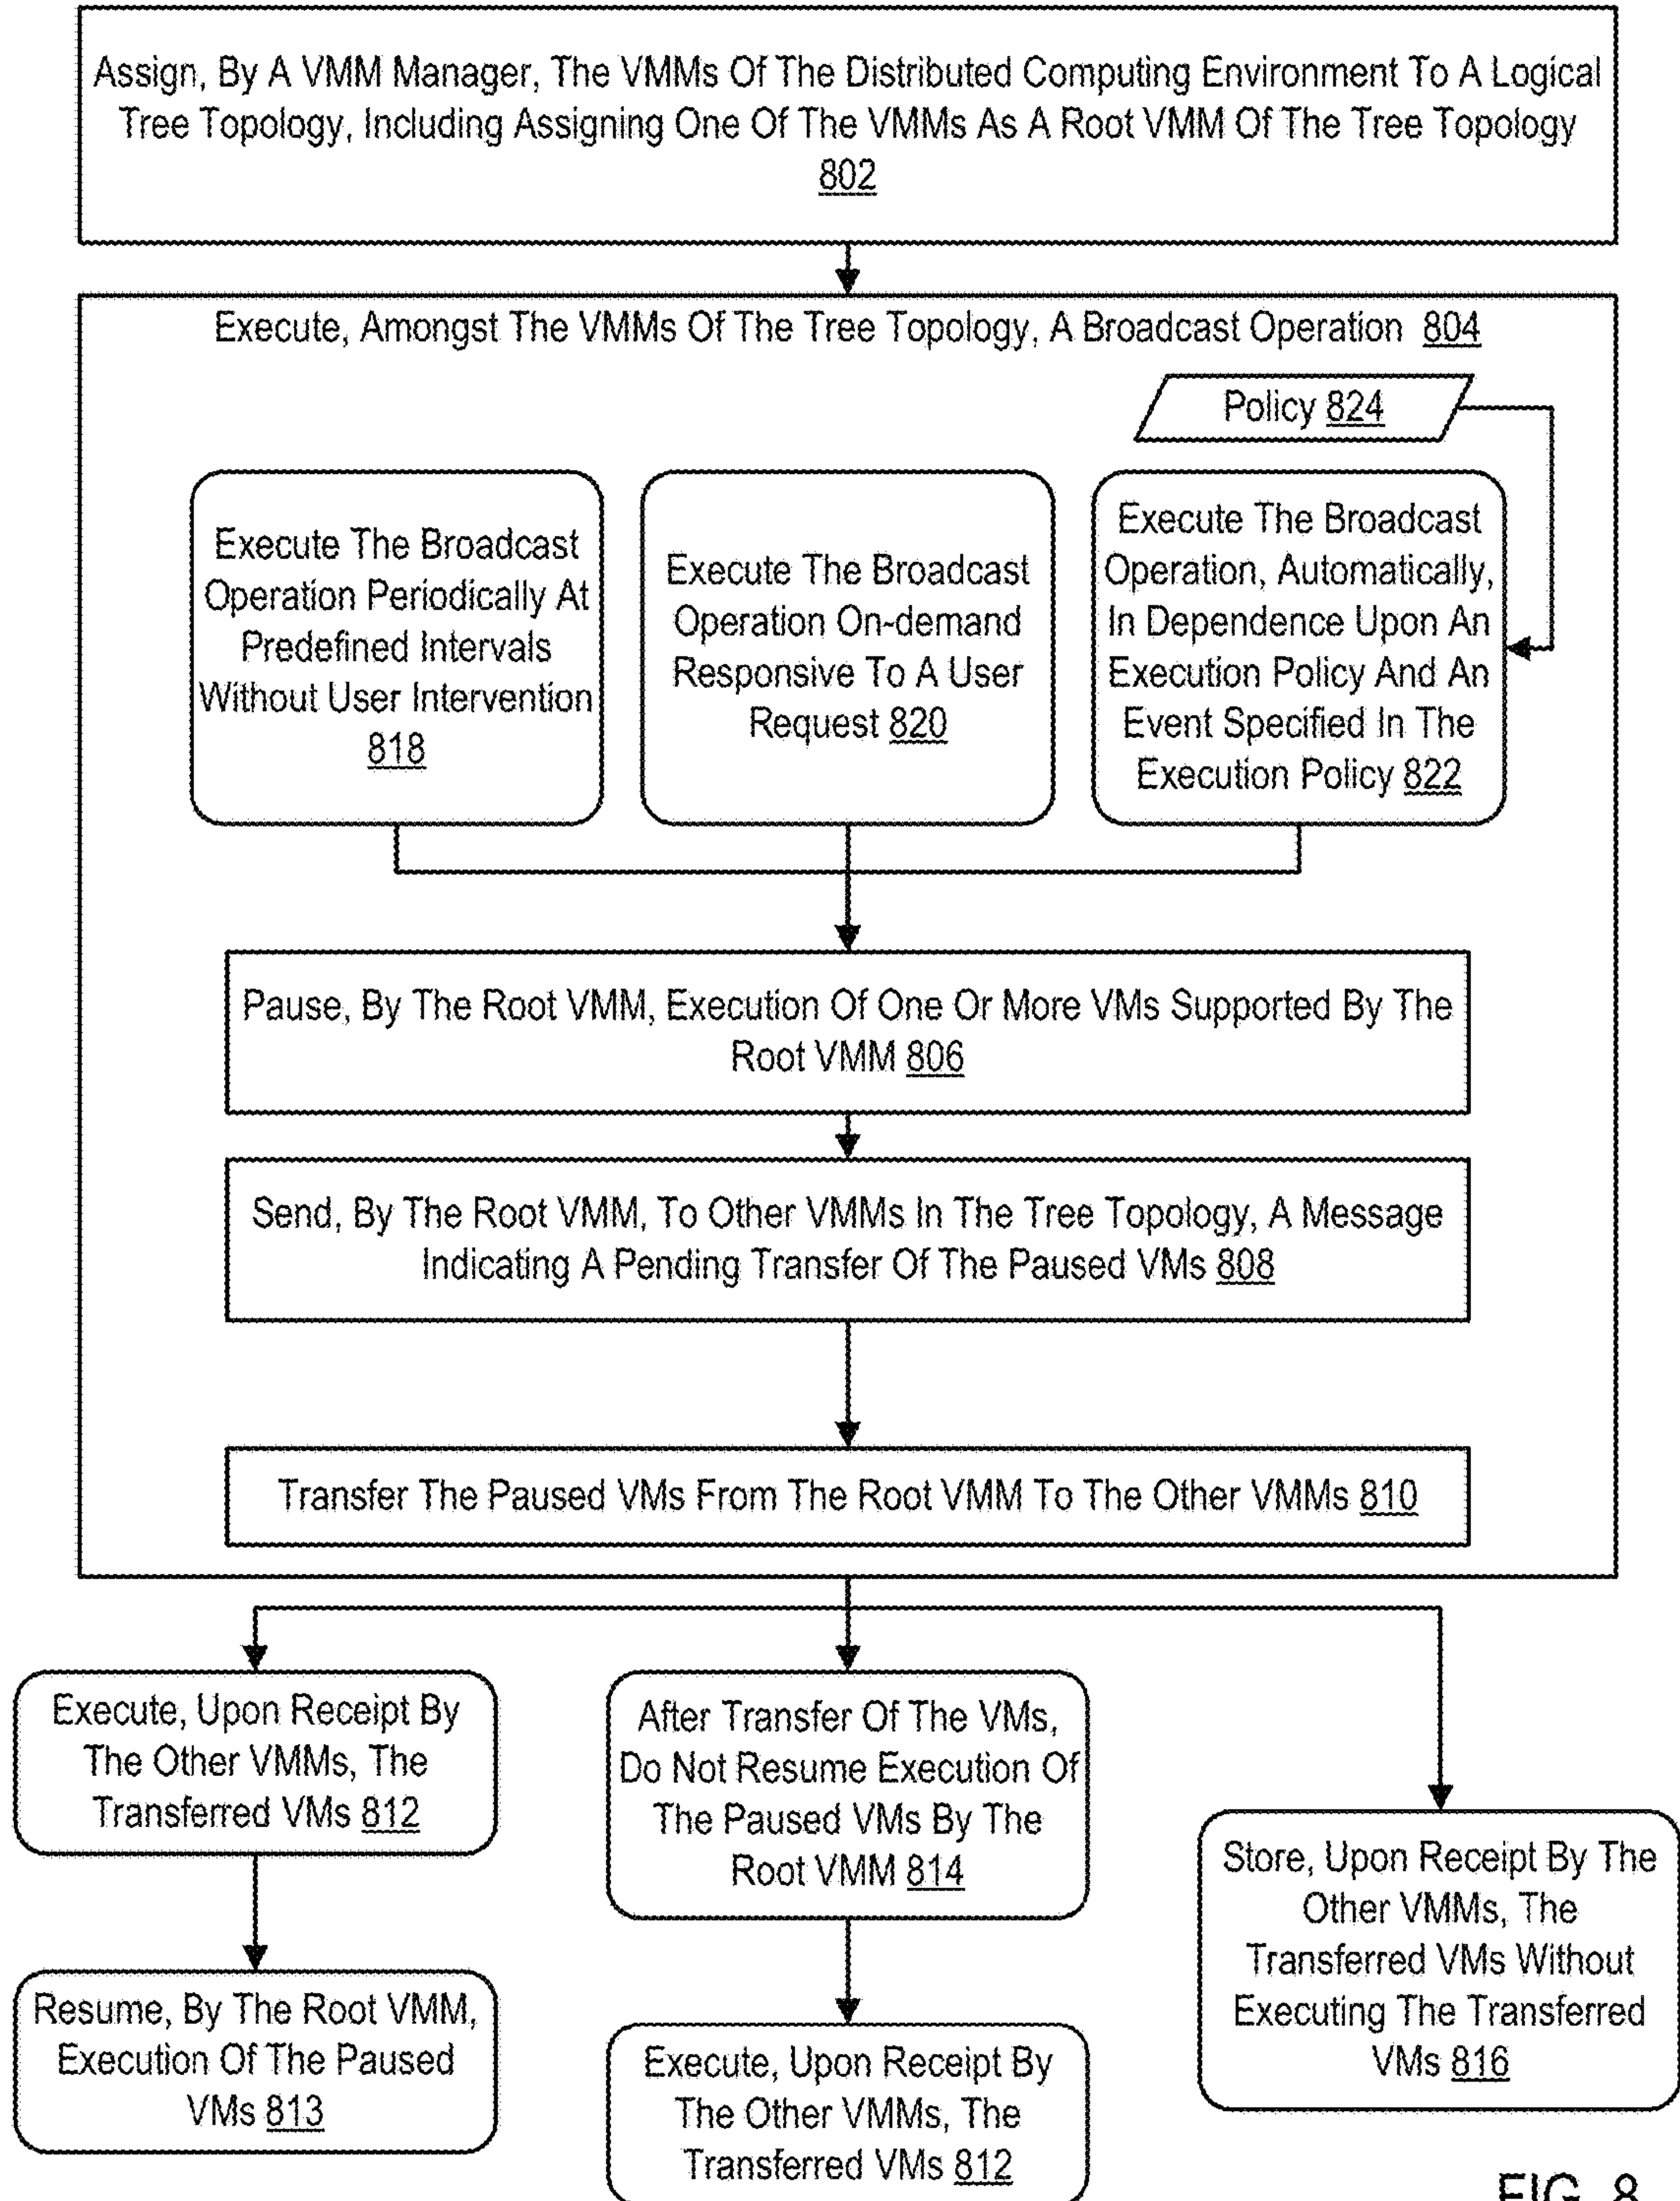 Assign, By A VMM Manager, The VMMs Of The Distributed Computing Environment To A Logical
Tree Topology, Including Assigning One Of The VMMs As A Root VMM Of The Tree Topology
802
Execute, Amongst The VMMs Of The Tree Topology, A Broadcast Operation 804
Policy 824
Execute The Broadcast
Operation Periodically At
Predefined Intervals
Without User Intervention
818
Execute The Broadcast
Operation On-demand
Responsive To A User
Request 820
Execute The Broadcast
Operation, Automatically,
In Dependence Upon An
Execution Policy And An
Event Specified In The
Execution Policy 822
Pause, By The Root VMM, Execution Of One Or More VMs Supported By The
Root VMM 806
Send, By The Root VMM, To Other VMMs In The Tree Topology, A Message
Indicating A Pending Transfer Of The Paused VMs 808
Transfer The Paused VMs From The Root VMM To The Other VMMs 810
Execute, Upon Receipt By
The Other VMMs, The
Transferred VMs 812
Resume, By The Root VMM,
Execution Of The Paused
VMs 813
After Transfer Of The VMs,
Do Not Resume Execution Of
The Paused VMs By The
Root VMM 814
Execute, Upon Receipt By
The Other VMMs, The
Transferred VMs 812
Store, Upon Receipt By The
Other VMMs, The
Transferred VMs Without
Executing The Transferred
VMs 816
FIG. 8